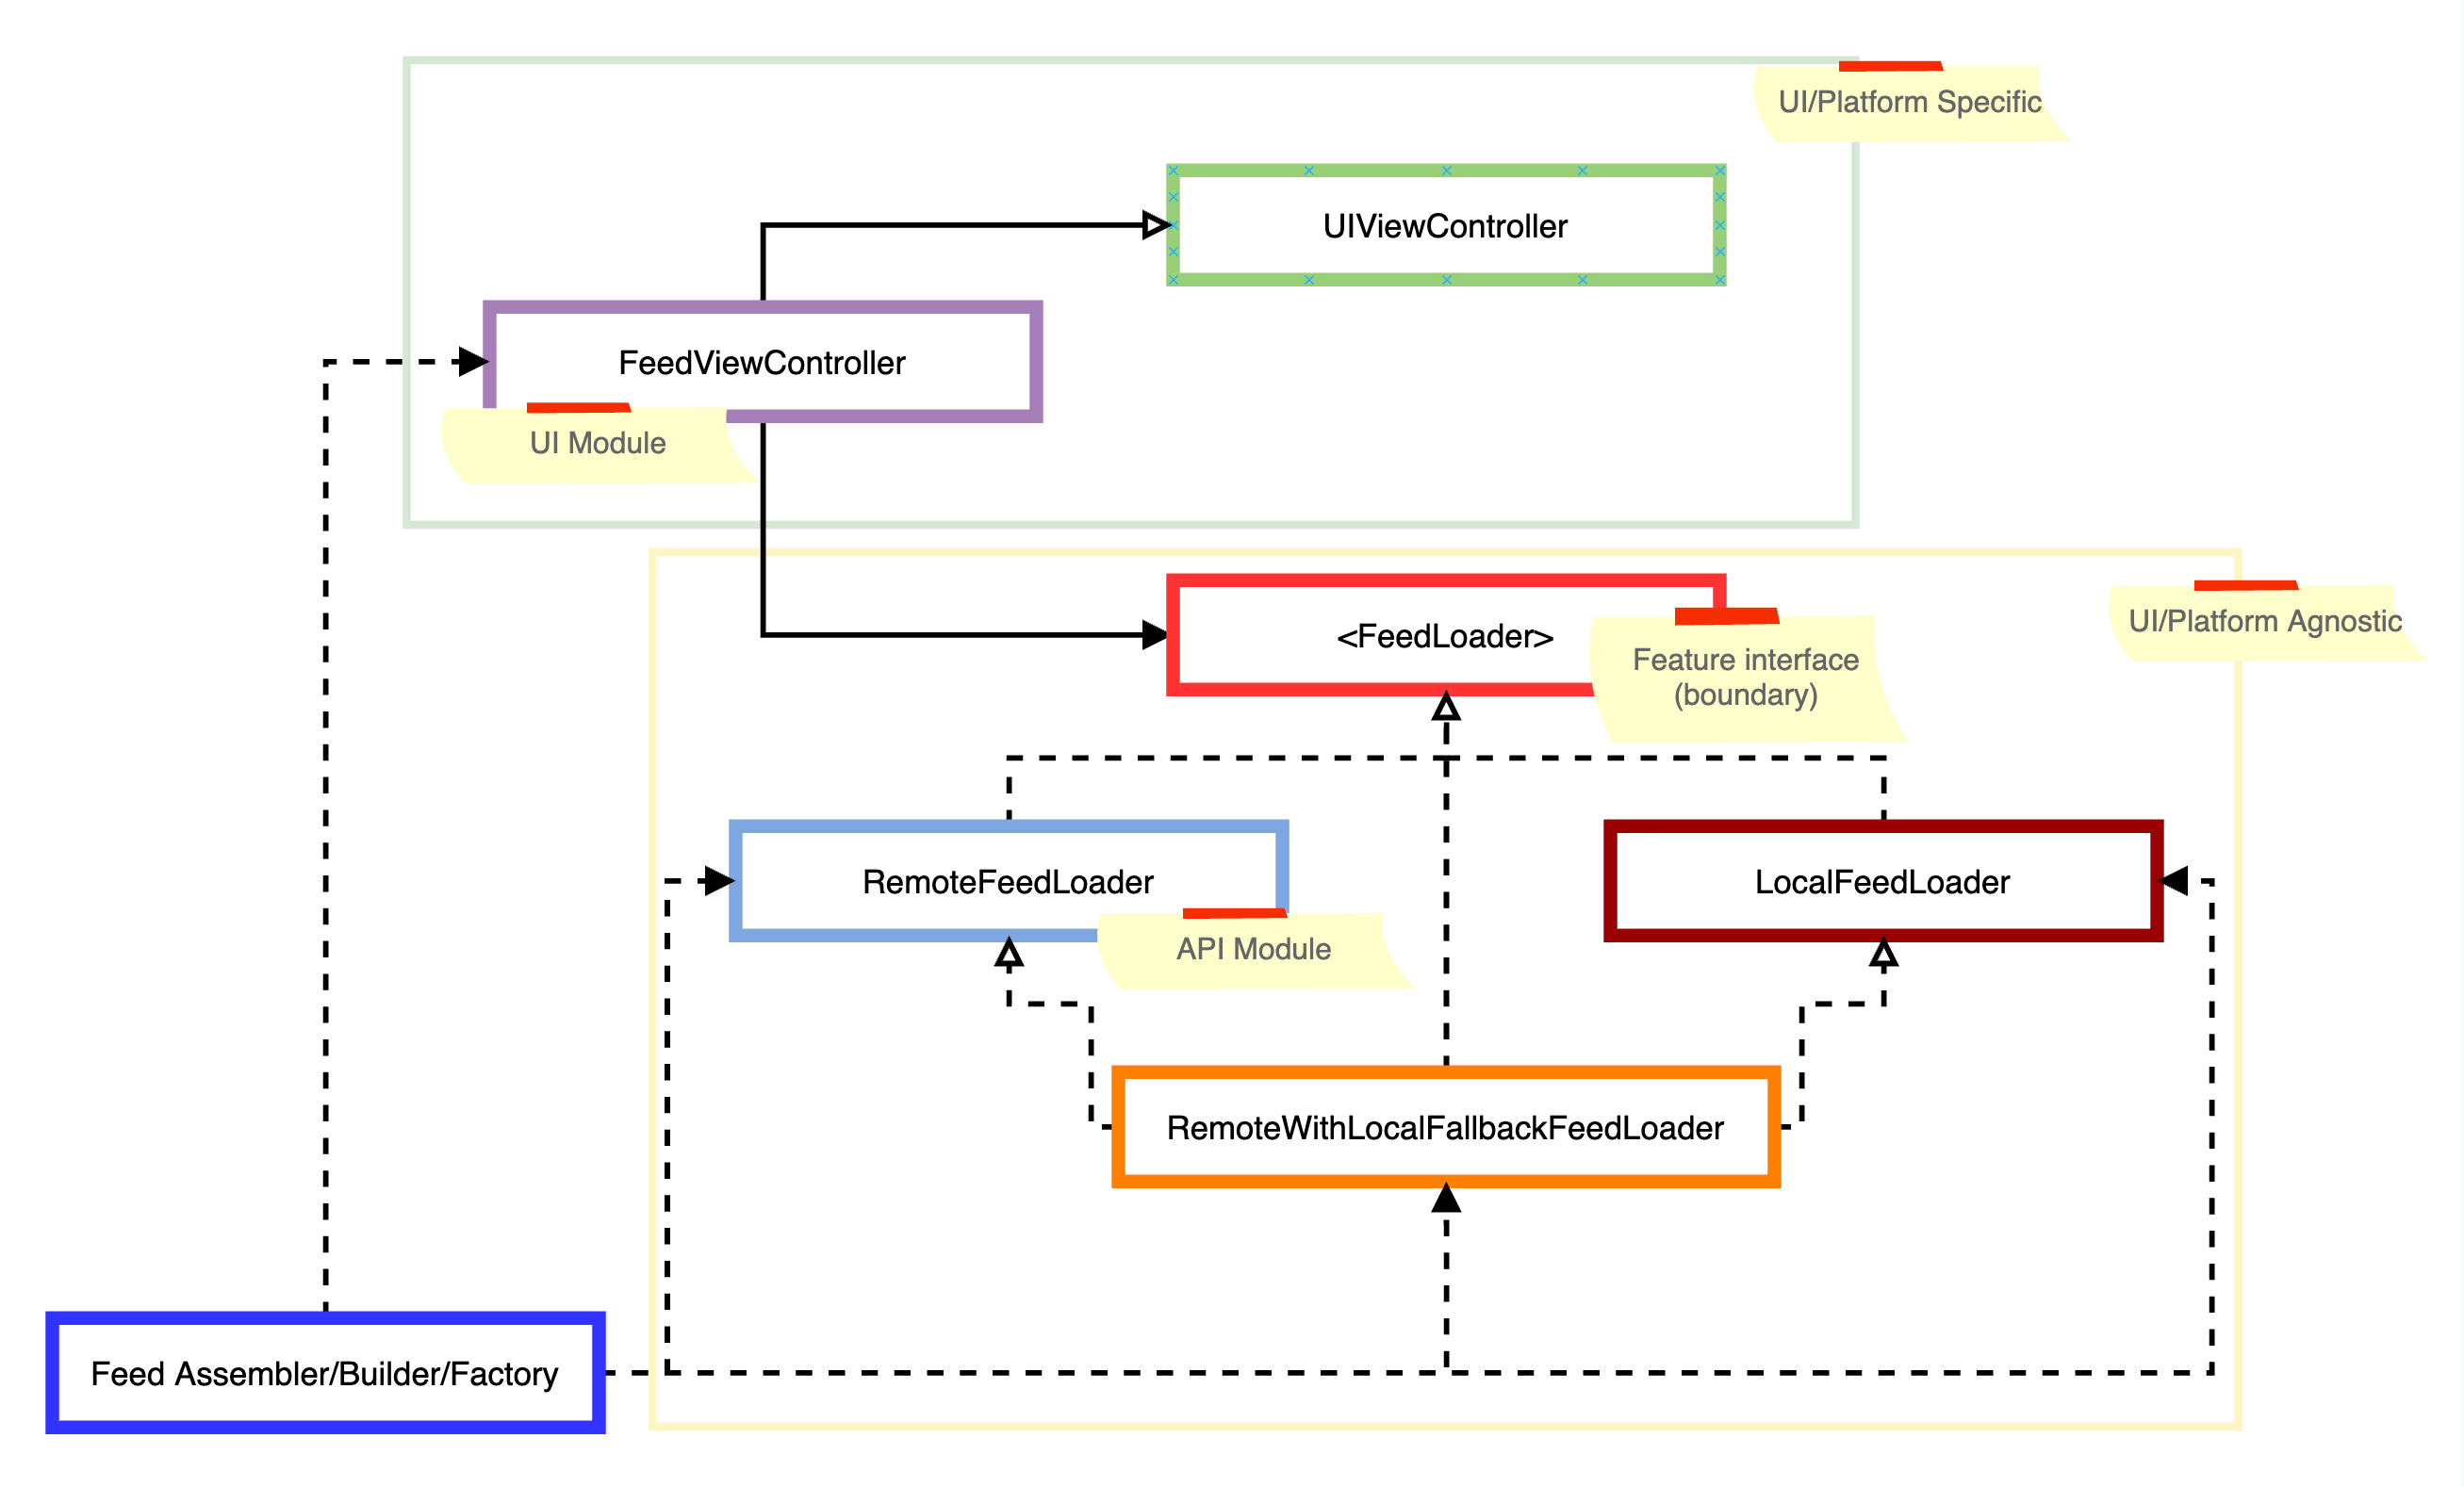 UI/Platform Specific
UIViewController
FeedViewController
UI Module
<FeedLoader>
UI/Platform Agnostic
Feature interface
(boundary)
RemoteFeedLoader
LocalFeedLoader
API Module
RemoteWithLocalFallbackFeedLoader
Feed Assembler/Builder/Factory